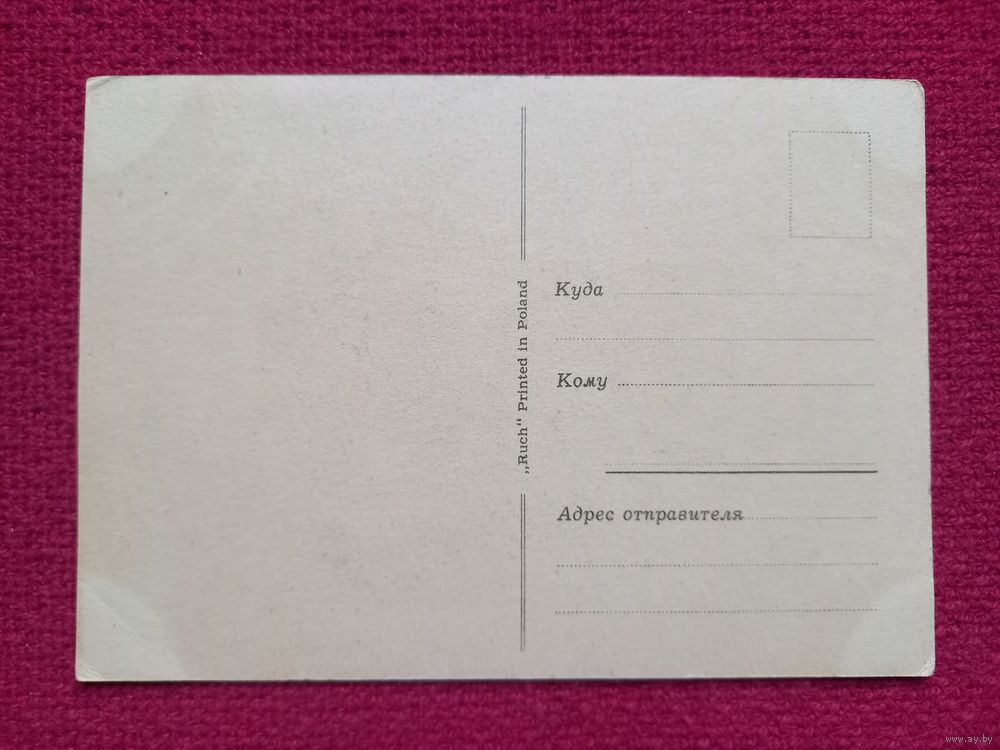 „Ruch" Printed in Poland
Куда
Кому
Адрес отправителя
www.ay.by